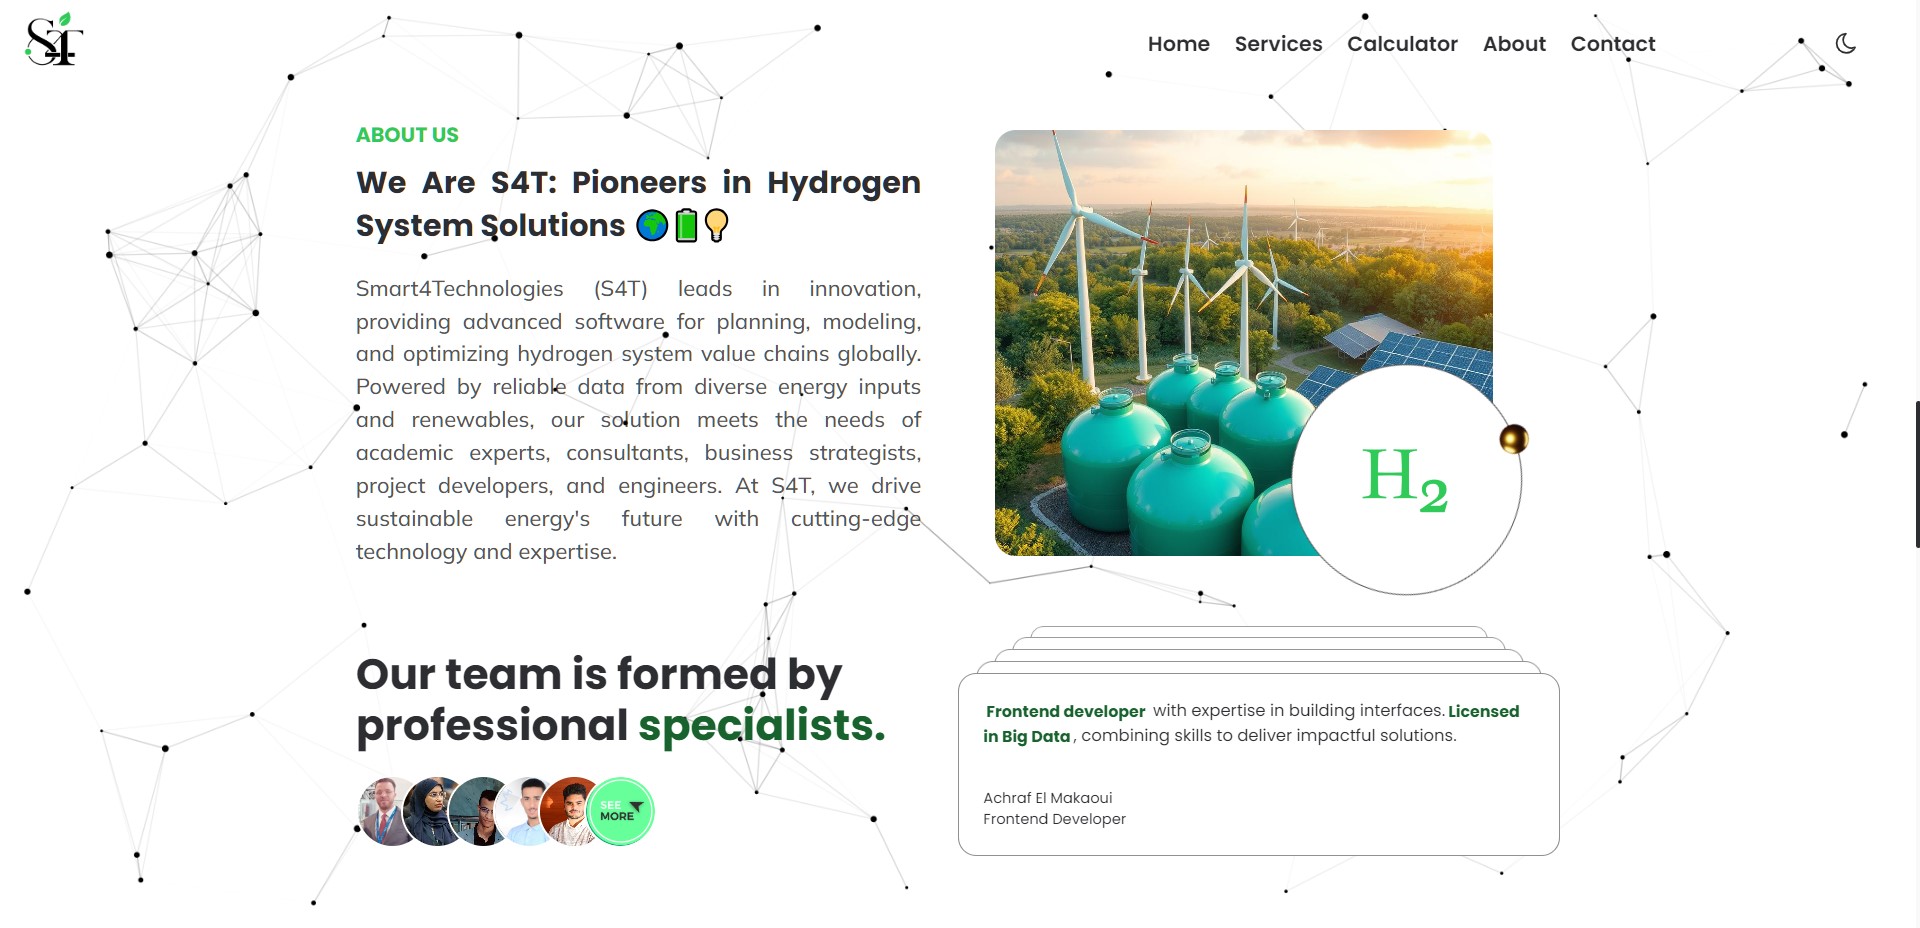 S4T
Home Services Calculator About Contact
ABOUT US
We Are S4T: Pioneers in Hydrogen
System Solutions 🌍🔋💡
Smart4Technologies (S4T) leads in innovation,
providing advanced software for planning, modeling,
and optimizing hydrogen system value chains globally.
Powered by reliable data from diverse energy inputs
and renewables, our solution meets the needs of
academic experts, consultants, business strategists,
project developers, and engineers. At S4T, we drive
sustainable energy's future with cutting-edge
technology and expertise.
H₂
Our team is formed by
professional specialists.
SEE
MORE
Frontend developer with expertise in building interfaces. Licensed
in Big Data , combining skills to deliver impactful solutions.
Achraf El Makaoui
Frontend Developer